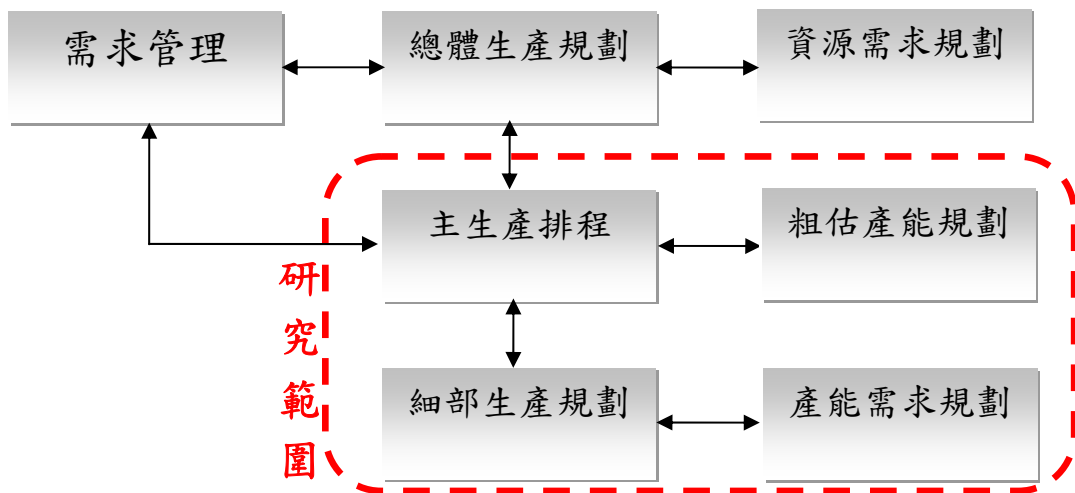 需求管理
總體生產規劃
資源需求規劃
主生產排程
粗估產能規劃
研究範圍
細部生產規劃
產能需求規劃